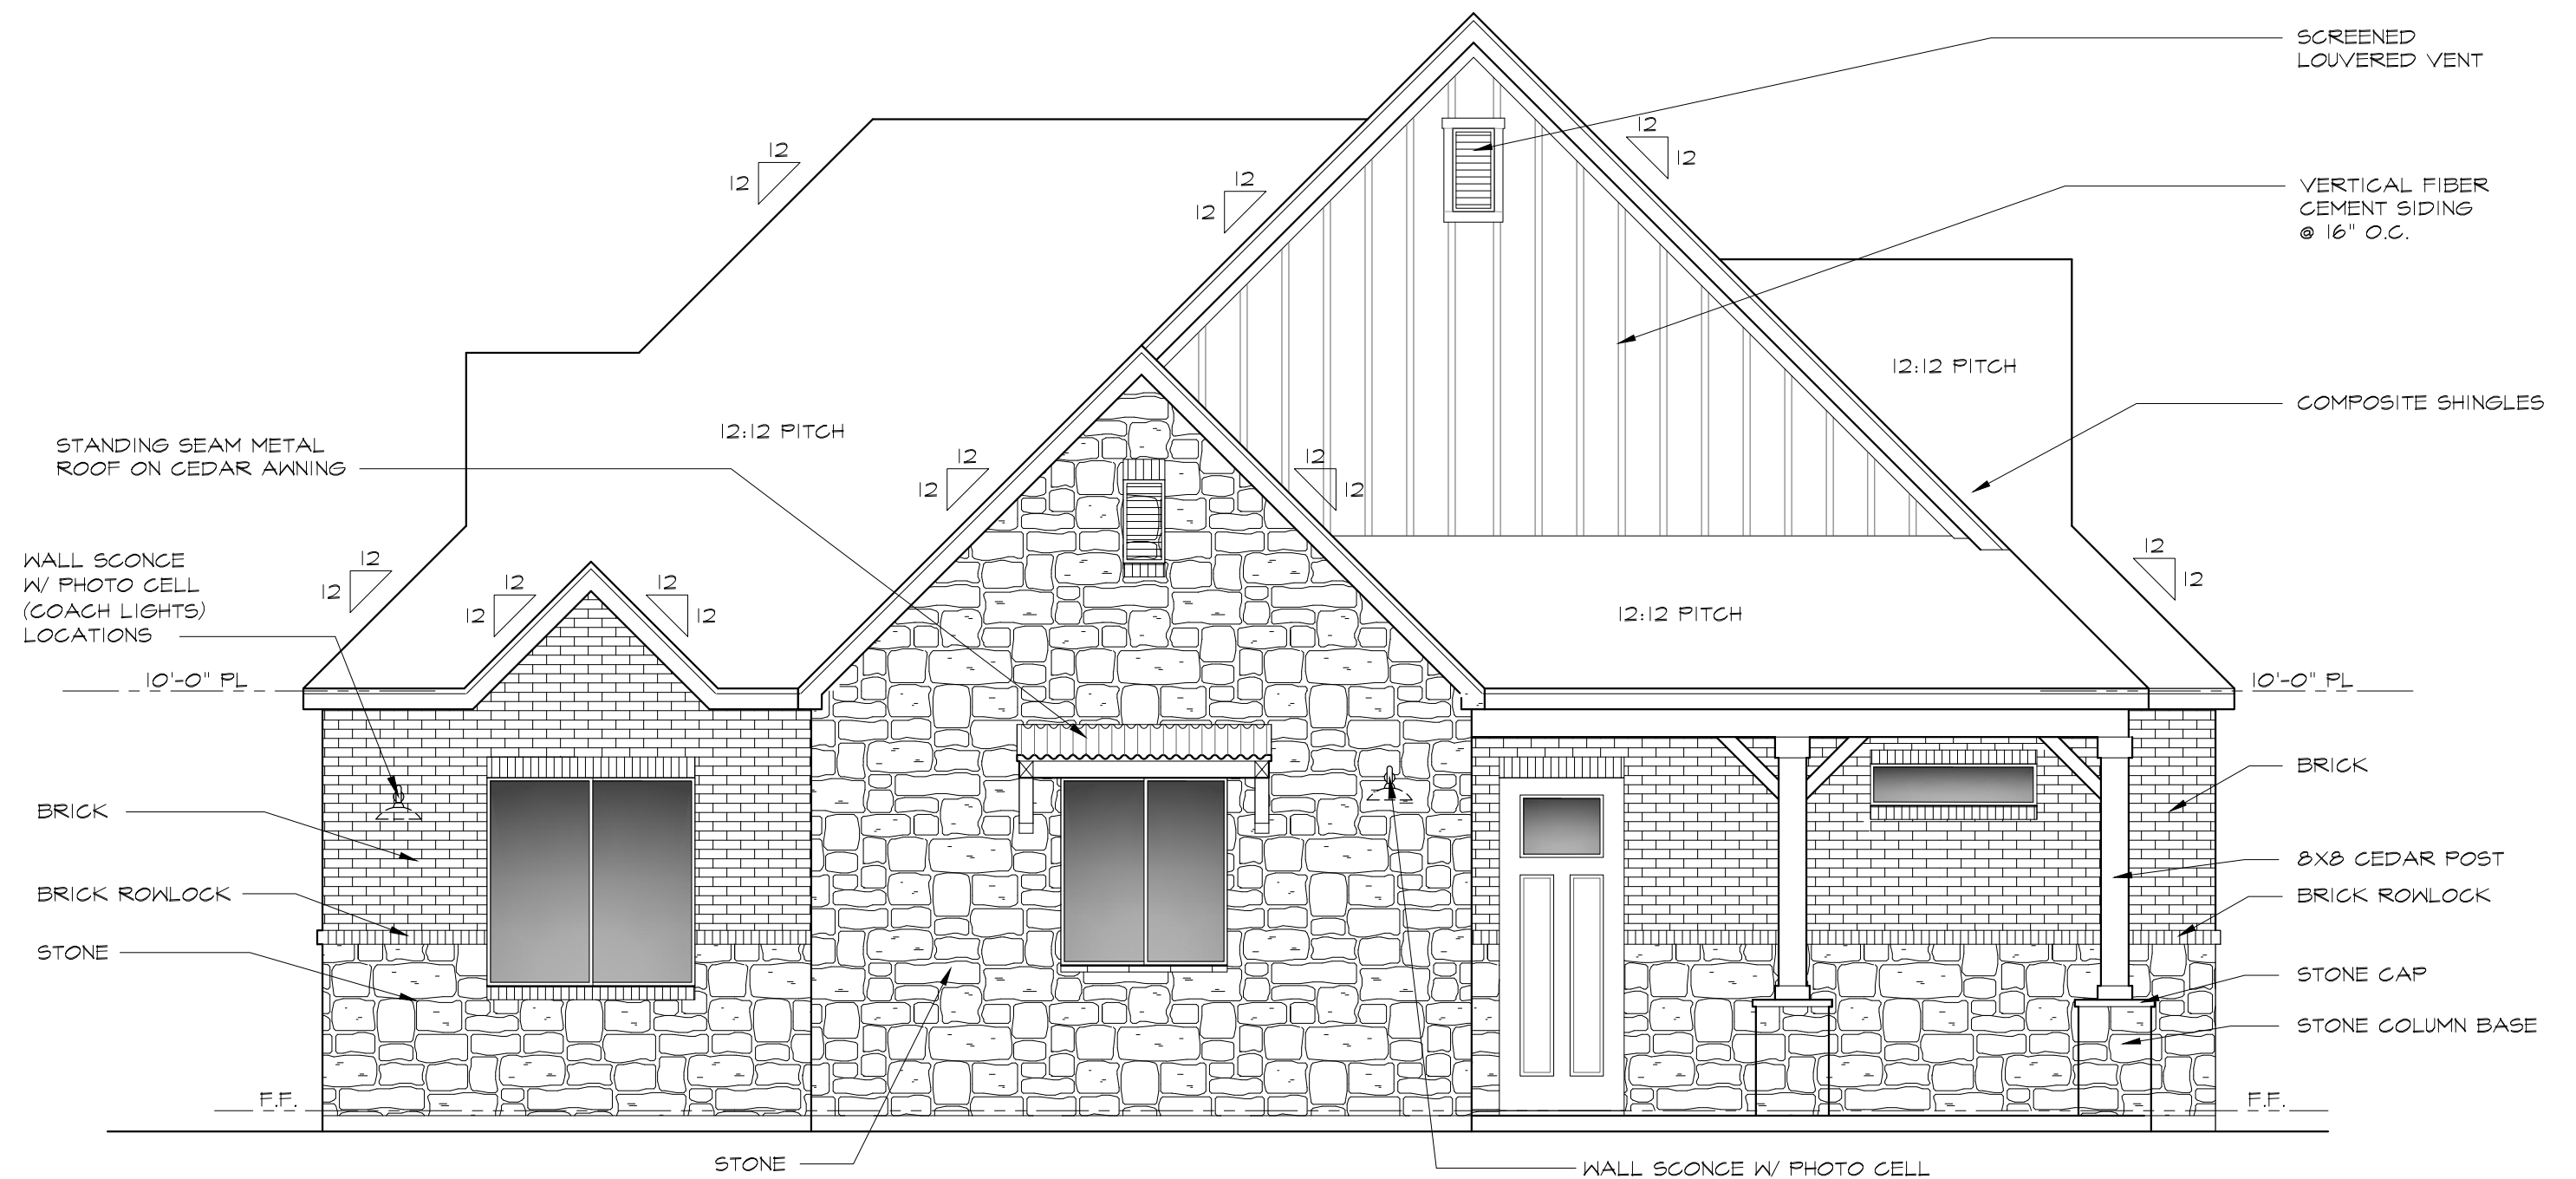 SCREENED
LOUVERED VENT
12
12
12
12
12
12
VERTICAL FIBER
CEMENT SIDING
@ 16" O.C.
12:12 PITCH
COMPOSITE SHINGLES
12:12 PITCH
STANDING SEAM METAL
ROOF ON CEDAR AWNING
12
12
12
12
WALL SCONCE
W/ PHOTO CELL
(COACH LIGHTS)
LOCATIONS
12
12
12
12
12
12
12
12
12:12 PITCH
10'-0" PL
10'-0" PL
BRICK
BRICK
8X8 CEDAR POST
BRICK ROWLOCK
BRICK ROWLOCK
STONE
STONE CAP
STONE COLUMN BASE
F.F.
F.F.
STONE
WALL SCONCE W/ PHOTO CELL